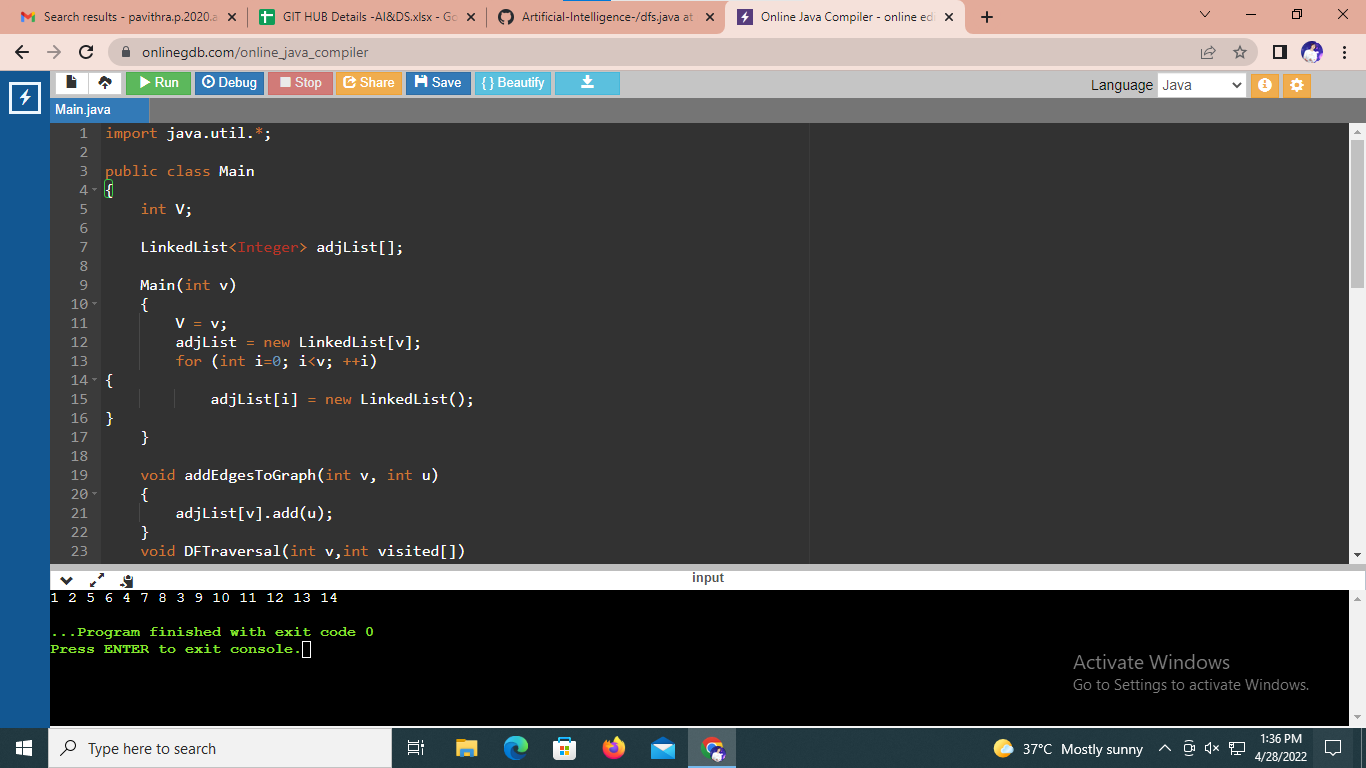 Search results - pavithra.p.2020.a
GIT HUB Details -AI&DS.xlsx - Go
Artificial-Intelligence-/dfs.java at
Online Java Compiler - online edi
onlinegdb.com/online_java_compiler
Run Debug Stop Share Save { } Beautify
Language Java
Main.java
1 import java.util.*;
2
3 public class Main
4 {
5 int V;
6
7 LinkedList<Integer> adjList[];
8
9 Main(int v)
10 {
11 V = v;
12 adjList = new LinkedList[v];
13 for (int i=0; i<v; ++i)
14 {
15 adjList[i] = new LinkedList();
16 }
17 }
18
19 void addEdgesToGraph(int v, int u)
20 {
21 adjList[v].add(u);
22 }
23 void DFTraversal(int v,int visited[])
input
1 2 5 6 4 7 8 3 9 10 11 12 13 14
...Program finished with exit code 0
Press ENTER to exit console.
Activate Windows
Go to Settings to activate Windows.
Type here to search
37°C Mostly sunny
1:36 PM
4/28/2022